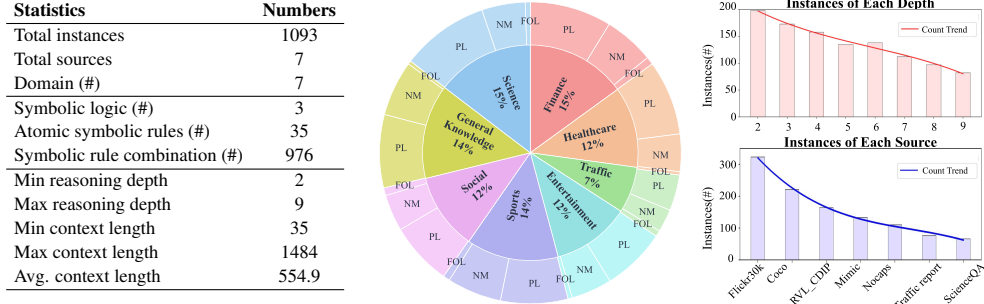 Statistics Numbers
Total instances 1093
Total sources 7
Domain (#) 7
Symbolic logic (#) 3
Atomic symbolic rules (#) 35
Symbolic rule combination (#) 976
Min reasoning depth 2
Max reasoning depth 9
Min context length 35
Max context length 1484
Avg. context length 554.9
Finance
15%
PL
NM
FOL
Healthcare
12%
PL
NM
FOL
Traffic
7%
PL
NM
FOL
Entertainment
12%
PL
NM
FOL
Sports
14%
PL
NM
FOL
Social
12%
PL
NM
FOL
General
Knowledge
14%
PL
NM
FOL
Science
15%
PL
NM
FOL
Instances of Each Depth
Instances(#)
200
150
100
50
0
Count Trend
2 3 4 5 6 7 8 9
Instances of Each Source
Instances(#)
300
200
100
0
Count Trend
Flickr30k
Coco
RVL_CDIP
Mimic
Nocaps
Traffic report
ScienceQA